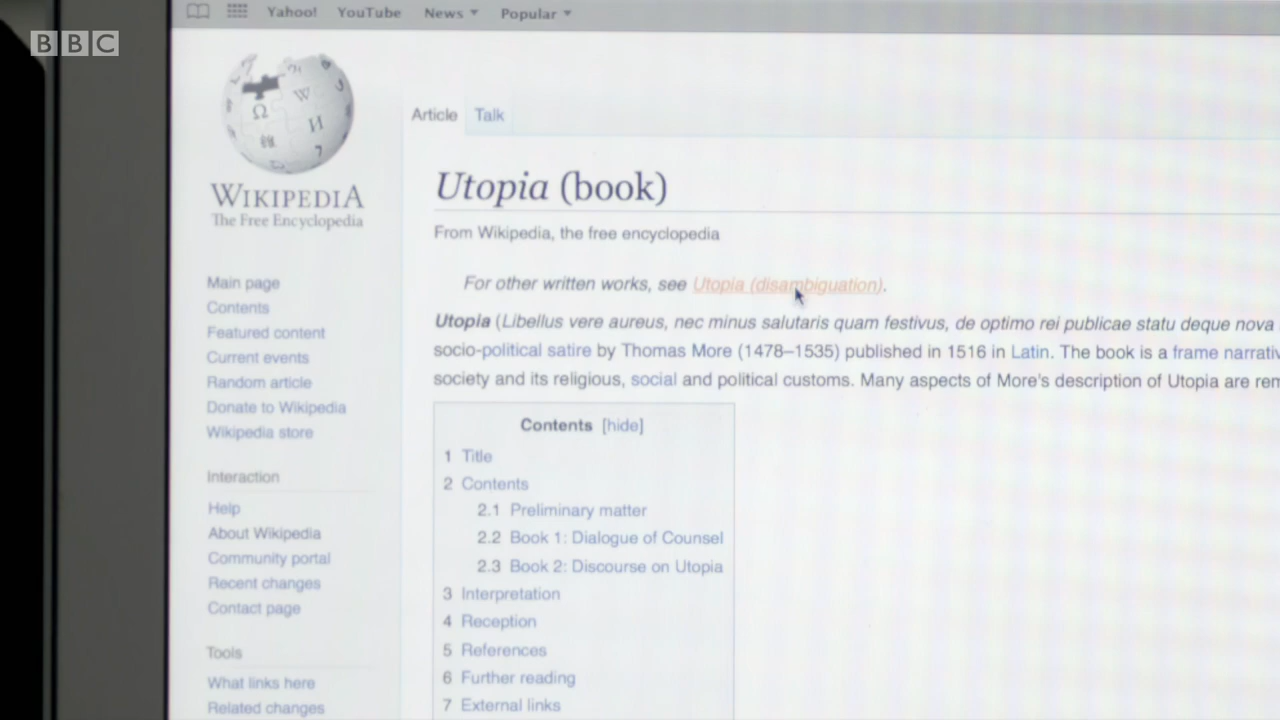 Yahoo! YouTube News Popular
BBC
WIKIPEDIA
The Free Encyclopedia
Main page
Contents
Featured content
Current events
Random article
Donate to Wikipedia
Wikipedia store
Interaction
Help
About Wikipedia
Community portal
Recent changes
Contact page
Tools
What links here
Related changes
Article Talk
Utopia (book)
From Wikipedia, the free encyclopedia
For other written works, see Utopia (disambiguation).
Utopia (Libellus vere aureus, nec minus salutaris quam festivus, de optimo rei publicae statu deque nova
socio-political satire by Thomas More (1478–1535) published in 1516 in Latin. The book is a frame
society and its religious, social and political customs. Many aspects of More's description of Utopia are
Contents [hide]
1 Title
2 Contents
2.1 Preliminary matter
2.2 Book 1: Dialogue of Counsel
2.3 Book 2: Discourse on Utopia
3 Interpretation
4 Reception
5 References
6 Further reading
7 External links